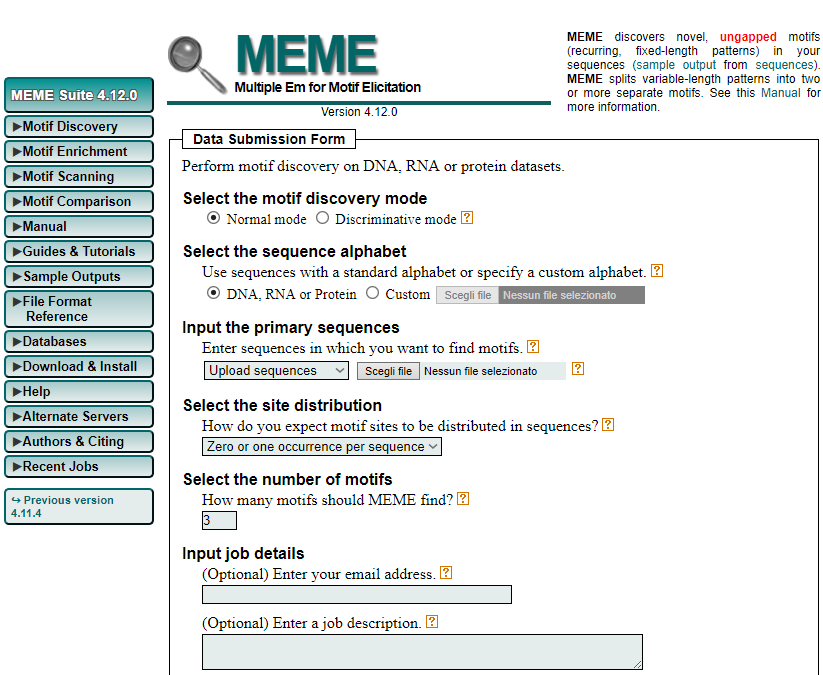 MEME Suite 4.12.0
▶Motif Discovery
▶Motif Enrichment
▶Motif Scanning
▶Motif Comparison
▶Manual
▶Guides & Tutorials
▶Sample Outputs
▶File Format
Reference
▶Databases
▶Download & Install
▶Help
▶Alternate Servers
▶Authors & Citing
▶Recent Jobs
↪ Previous version
4.11.4
MEME
Multiple Em for Motif Elicitation
Version 4.12.0
MEME discovers novel, ungapped motifs
(recurring, fixed-length patterns) in your
sequences (sample output from sequences).
MEME splits variable-length patterns into two
or more separate motifs. See this Manual for
more information.
Data Submission Form
Perform motif discovery on DNA, RNA or protein datasets.
Select the motif discovery mode
Normal mode Discriminative mode ?
Select the sequence alphabet
Use sequences with a standard alphabet or specify a custom alphabet. ?
DNA, RNA or Protein Custom Scegli file Nessun file selezionato
Input the primary sequences
Enter sequences in which you want to find motifs. ?
Upload sequences Scegli file Nessun file selezionato ?
Select the site distribution
How do you expect motif sites to be distributed in sequences? ?
Zero or one occurrence per sequence
Select the number of motifs
How many motifs should MEME find? ?
3
Input job details
(Optional) Enter your email address. ?
(Optional) Enter a job description. ?